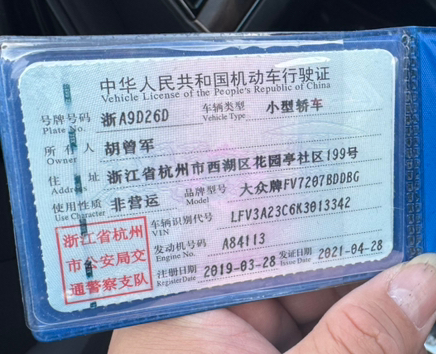 中华人民共和国机动车行驶证
Vehicle License of the People's Republic of China
号牌号码 浙A9D26D 车辆类型 小型轿车
Plate No. Vehicle Type
所有人 胡曾军
Owner
住址 浙江省杭州市西湖区花园亭社区199号
Address
使用性质 非营运 品牌型号 大众牌FV7207BDDBG
Use Character Model
浙江省杭州市公安局交通警察支队
车辆识别代号 LFV3A23C6K3013342
VIN
发动机号码 A84113
Engine No.
注册日期 2019-03-28 发证日期 2021-04-28
Register Date Issue Date